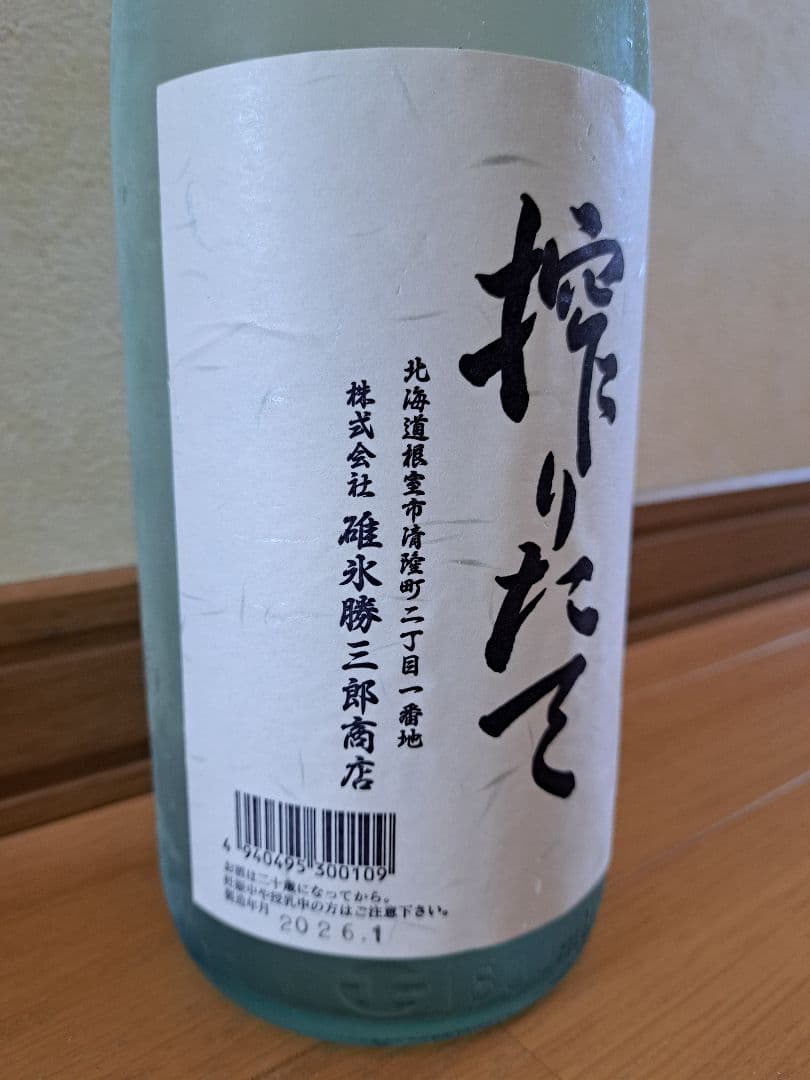 搾りたて
北海道根室市清隆町二丁目一番地
株式会社 碓氷勝三郎商店
4 940495 300109
お酒は二十歳になってから。
妊娠中や授乳中の方はご注意下さい。
製造年月 2026.1